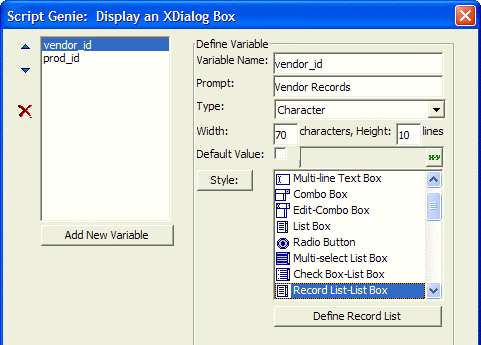 Script Genie: Display an XDialog Box
vendor_id
prod_id
Add New Variable
Define Variable
Variable Name: vendor_id
Prompt: Vendor Records
Type: Character
Width: 70 characters, Height: 10 lines
Default Value: x-y
Style:
Multi-line Text Box
Combo Box
Edit-Combo Box
List Box
Radio Button
Multi-select List Box
Check Box-List Box
Record List-List Box
Define Record List